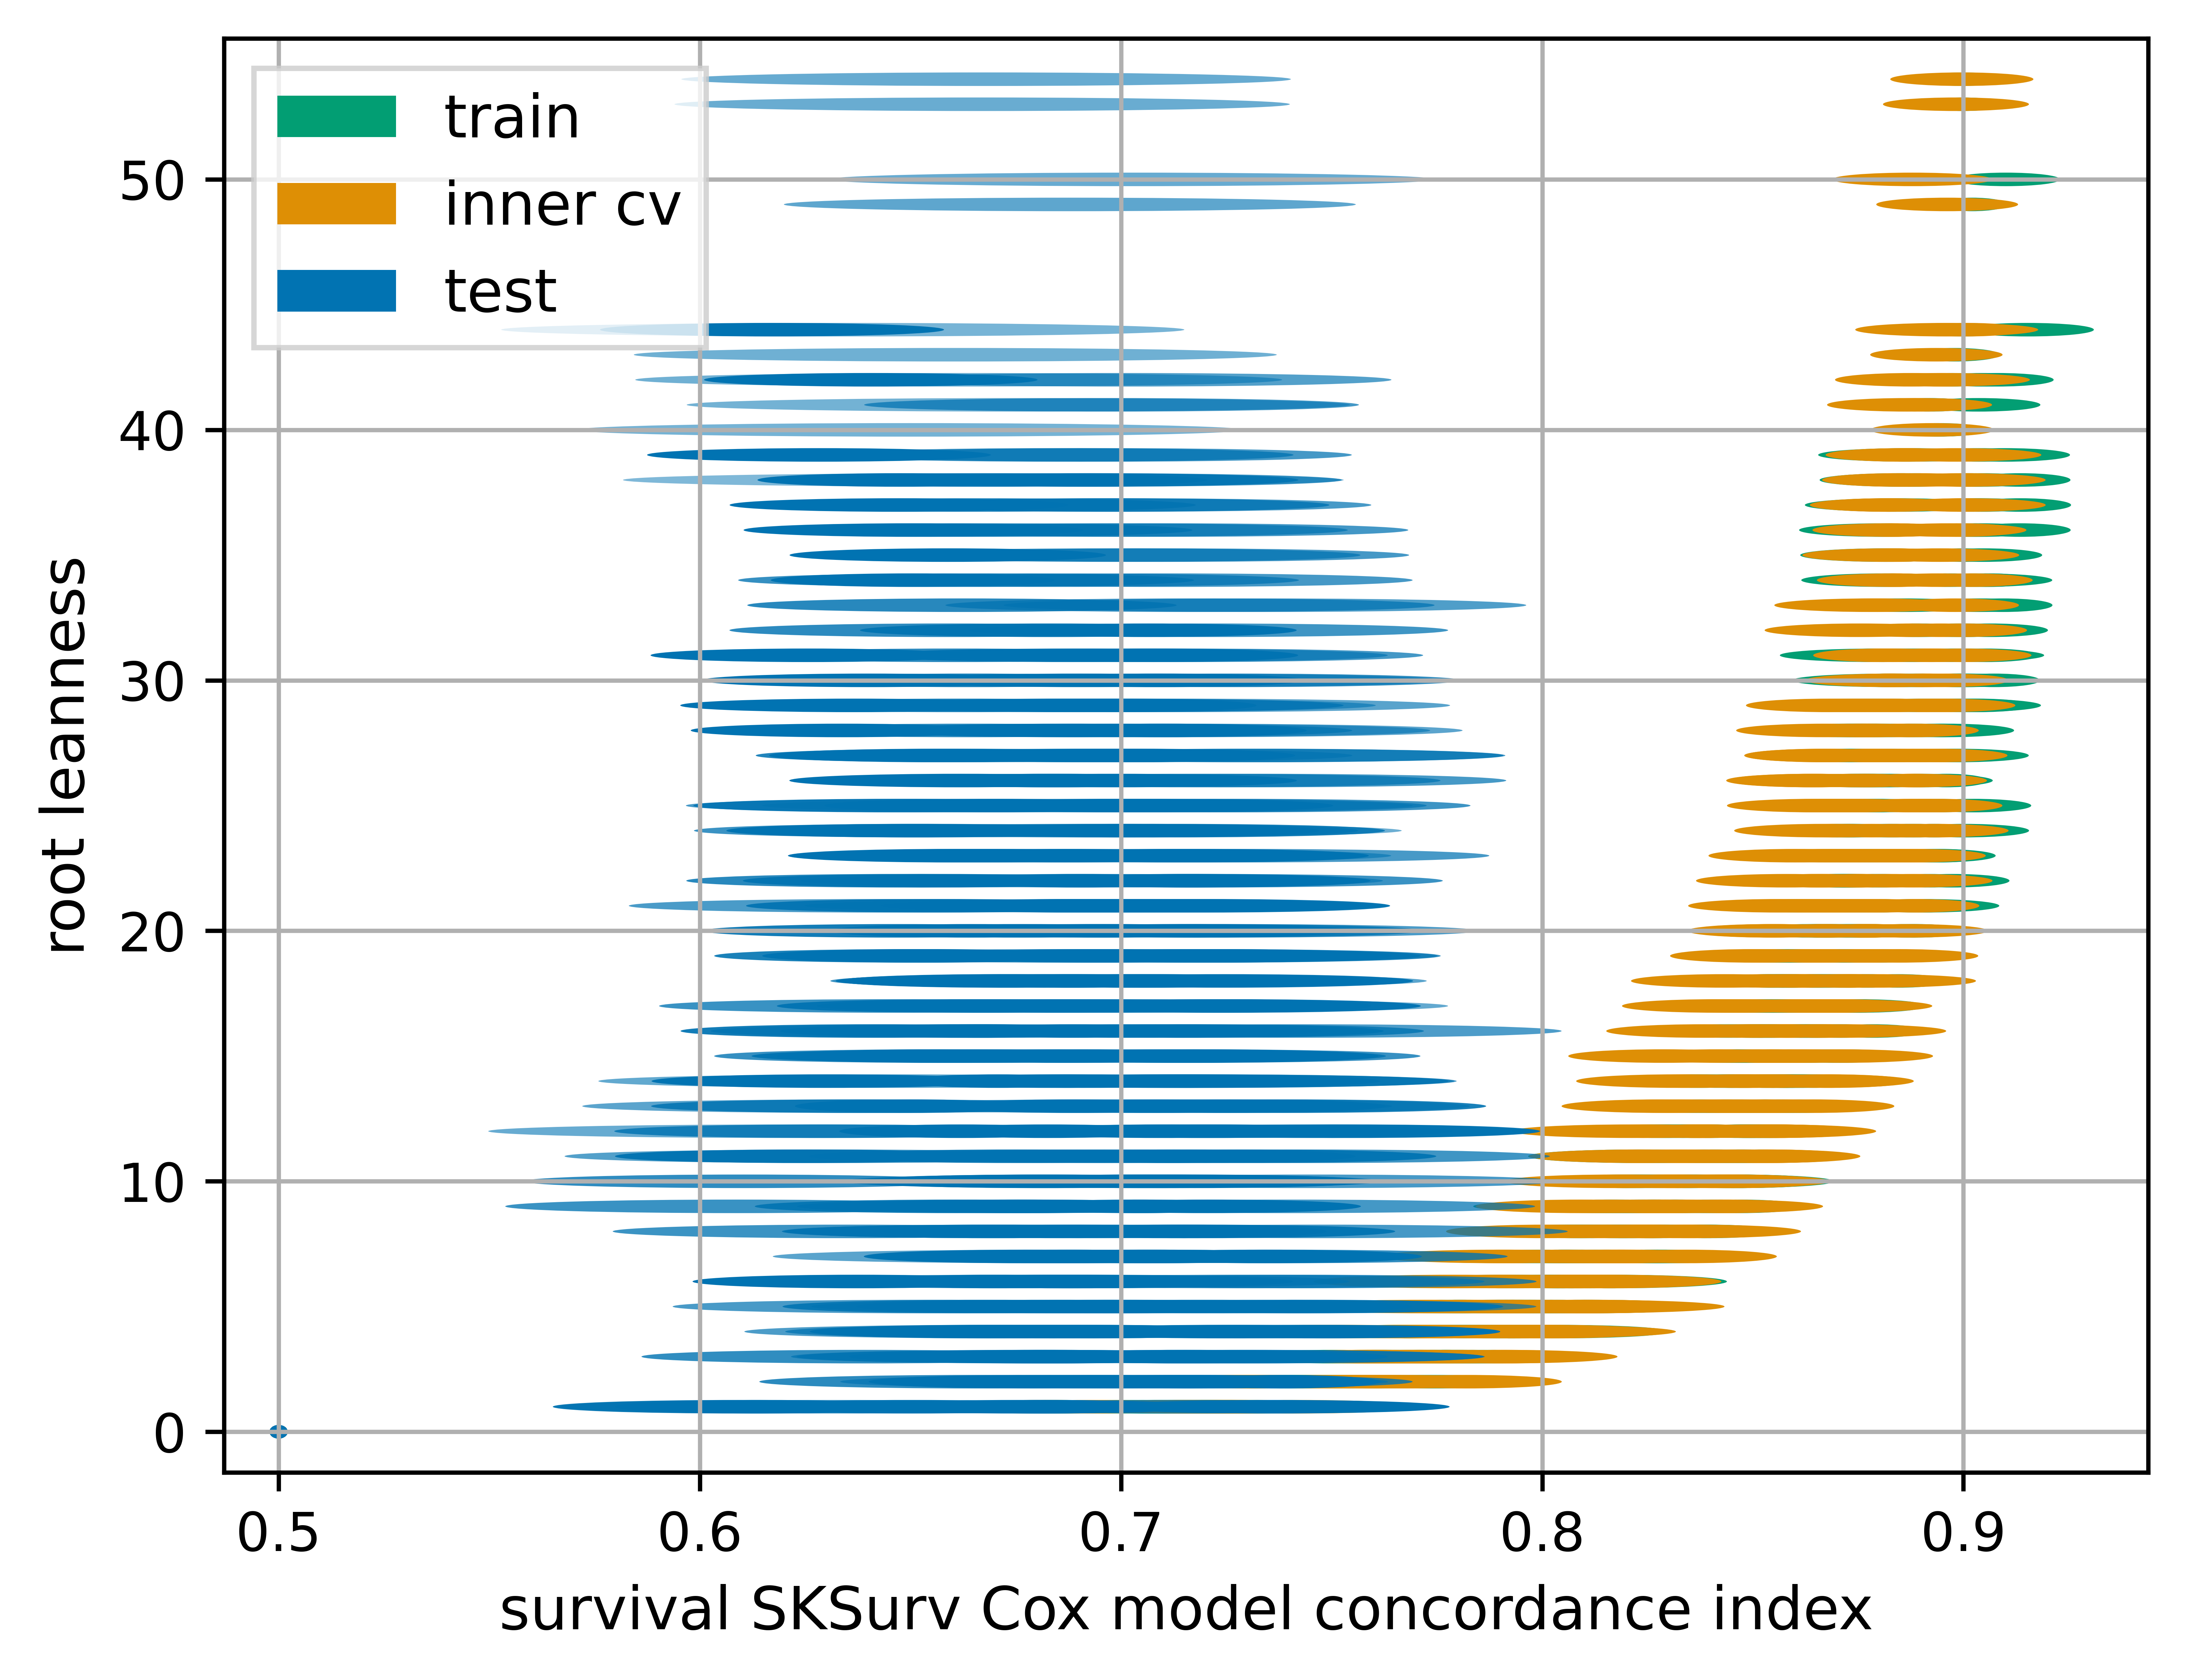 train
inner cv
test
root leanness
50
40
30
20
10
0
0.5 0.6 0.7 0.8 0.9
survival SKSurv Cox model concordance index